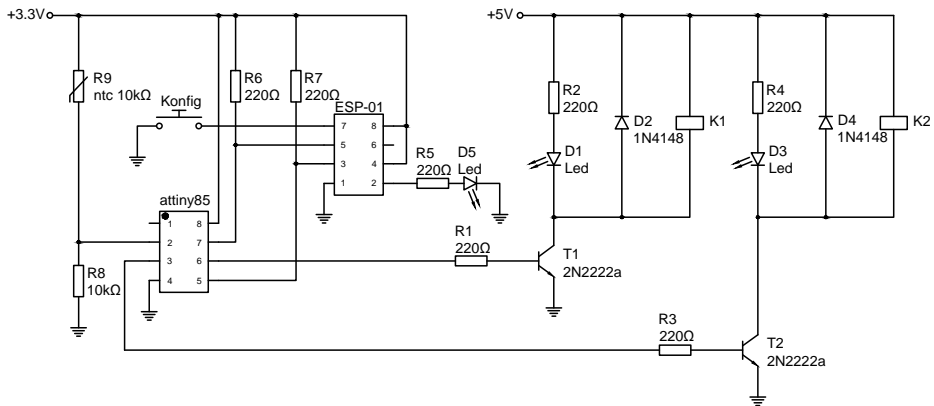 +3.3V
+5V
R9
ntc 10kΩ
Konfig
R6
220Ω
R7
220Ω
ESP-01
7 8
5 6
3 4
1 2
R5
220Ω
D5
Led
R2
220Ω
D1
Led
D2
1N4148
K1
R4
220Ω
D3
Led
D4
1N4148
K2
attiny85
1 8
2 7
3 6
4 5
R8
10kΩ
R1
220Ω
T1
2N2222a
R3
220Ω
T2
2N2222a